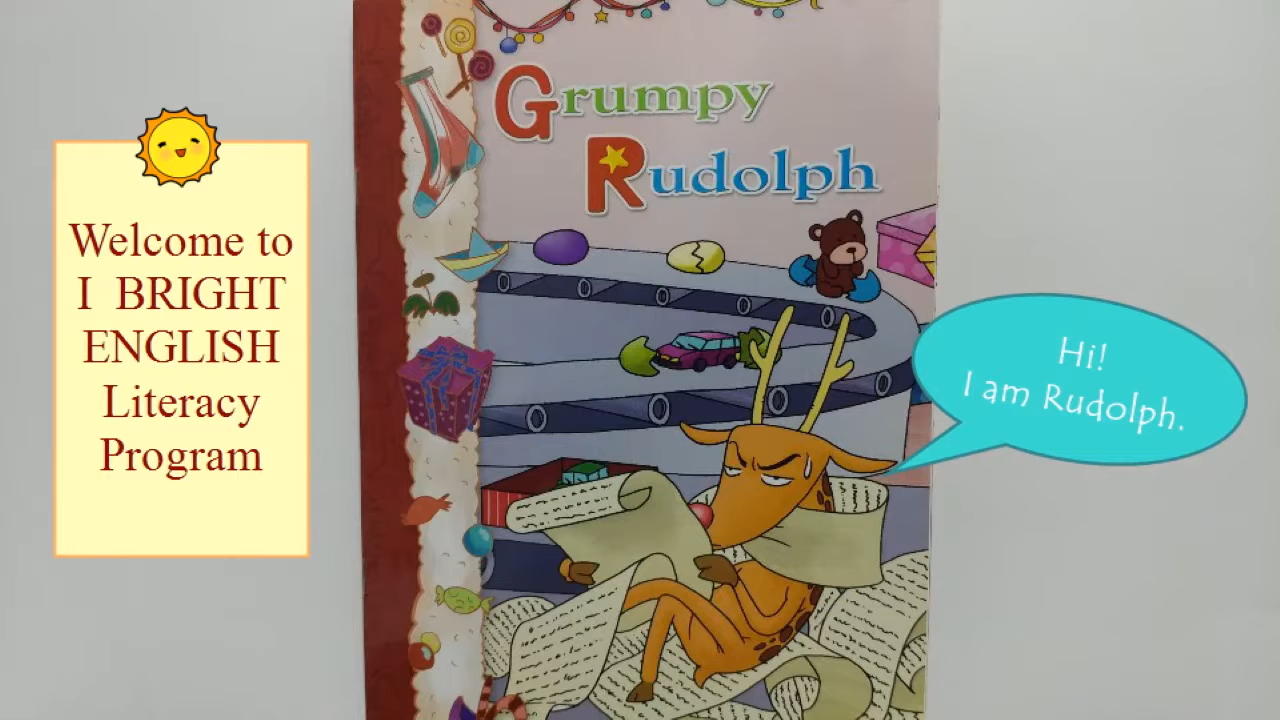 Welcome to
I BRIGHT
ENGLISH
Literacy
Program
Grumpy
Rudolph
Hi!
I am Rudolph.